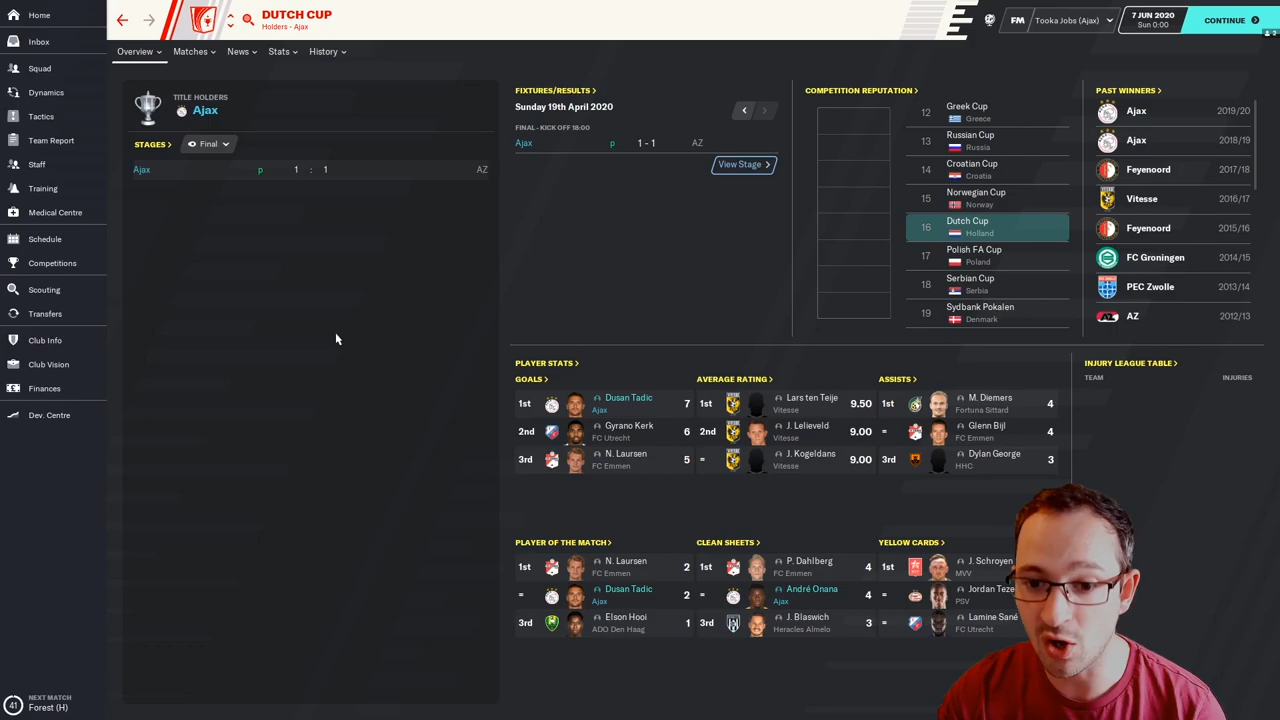 DUTCH CUP
Holders - Ajax
FM
Tooka Jobs (Ajax)
7 JUN 2020
Sun 0:00
CONTINUE
2
Home
Inbox
Squad
Dynamics
Tactics
Team Report
Staff
Training
Medical Centre
Schedule
Competitions
Scouting
Transfers
Club Info
Club Vision
Finances
Dev. Centre
41
NEXT MATCH
Forest (H)
Overview
Matches
News
Stats
History
TITLE HOLDERS
Ajax
STAGES >
Final
Ajax p 1 : 1 AZ
FIXTURES/RESULTS >
Sunday 19th April 2020
FINAL - KICK OFF 18:00
Ajax p 1 - 1 AZ
View Stage >
COMPETITION REPUTATION >
12 Greek Cup
Greece
13 Russian Cup
Russia
14 Croatian Cup
Croatia
15 Norwegian Cup
Norway
16 Dutch Cup
Holland
17 Polish FA Cup
Poland
18 Serbian Cup
Serbia
19 Sydbank Pokalen
Denmark
PAST WINNERS >
Ajax 2019/20
Ajax 2018/19
Feyenoord 2017/18
Vitesse 2016/17
Feyenoord 2015/16
FC Groningen 2014/15
PEC Zwolle 2013/14
AZ 2012/13
PLAYER STATS >
GOALS >
1st Dusan Tadic 7
Ajax
2nd Gyrano Kerk 6
FC Utrecht
3rd N. Laursen 5
FC Emmen
AVERAGE RATING >
1st Lars ten Teije 9.50
Vitesse
2nd J. Lelieveld 9.00
Vitesse
= J. Kogeldans 9.00
Vitesse
ASSISTS >
1st M. Diemers 4
Fortuna Sittard
= Glenn Bijl 4
FC Emmen
3rd Dylan George 3
HHC
INJURY LEAGUE TABLE >
TEAM INJURIES
PLAYER OF THE MATCH >
1st N. Laursen 2
FC Emmen
= Dusan Tadic 2
Ajax
3rd Elson Hooi 1
ADO Den Haag
CLEAN SHEETS >
1st P. Dahlberg 4
FC Emmen
= André Onana 4
Ajax
3rd J. Blaswich 3
Heracles Almelo
YELLOW CARDS >
1st J. Schroyen
MVV
= Jordan Teze
PSV
= Lamine Sané
FC Utrecht